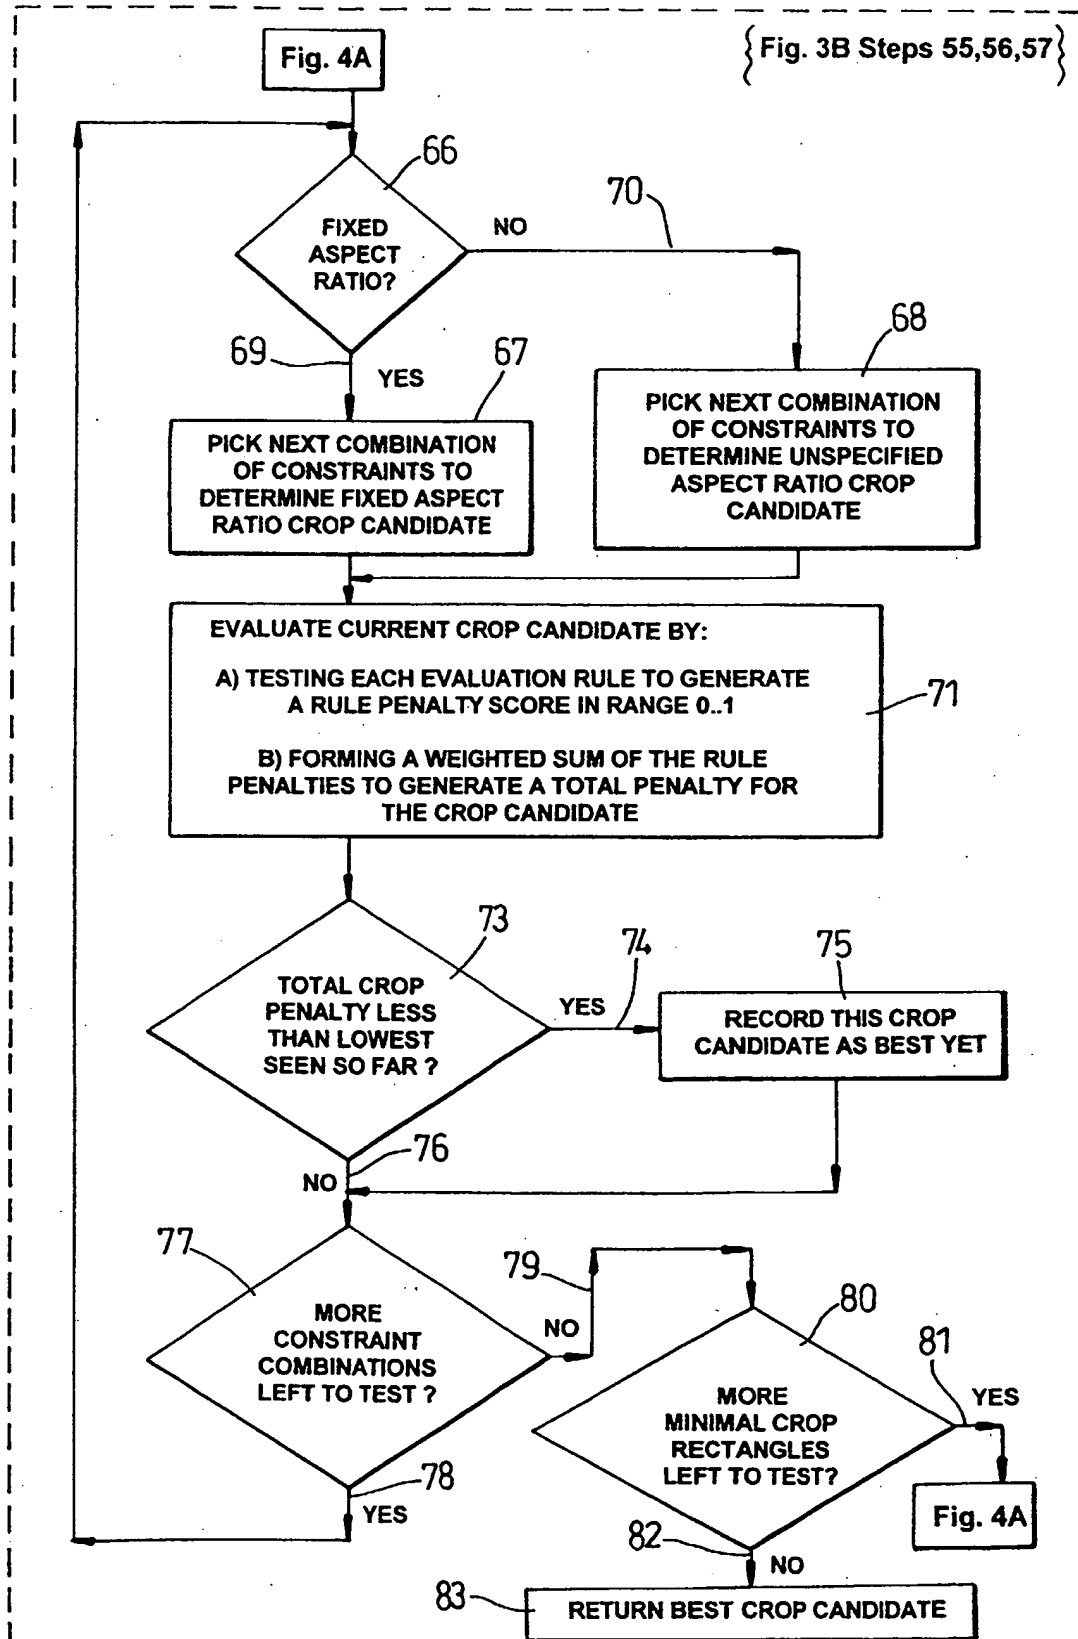 Fig. 4A
{Fig. 3B Steps 55,56,57}
66
FIXED
ASPECT
RATIO?
NO
70
69
YES
67
68
PICK NEXT COMBINATION
OF CONSTRAINTS TO
DETERMINE FIXED ASPECT
RATIO CROP CANDIDATE
PICK NEXT COMBINATION
OF CONSTRAINTS TO
DETERMINE UNSPECIFIED
ASPECT RATIO CROP
CANDIDATE
EVALUATE CURRENT CROP CANDIDATE BY:
A) TESTING EACH EVALUATION RULE TO GENERATE
A RULE PENALTY SCORE IN RANGE 0..1
B) FORMING A WEIGHTED SUM OF THE RULE
PENALTIES TO GENERATE A TOTAL PENALTY FOR
THE CROP CANDIDATE
71
73
TOTAL CROP
PENALTY LESS
THAN LOWEST
SEEN SO FAR ?
YES
74
75
RECORD THIS CROP
CANDIDATE AS BEST YET
76
NO
77
MORE
CONSTRAINT
COMBINATIONS
LEFT TO TEST ?
NO
79
78
YES
80
MORE
MINIMAL CROP
RECTANGLES
LEFT TO TEST?
81
YES
Fig. 4A
82
NO
83
RETURN BEST CROP CANDIDATE